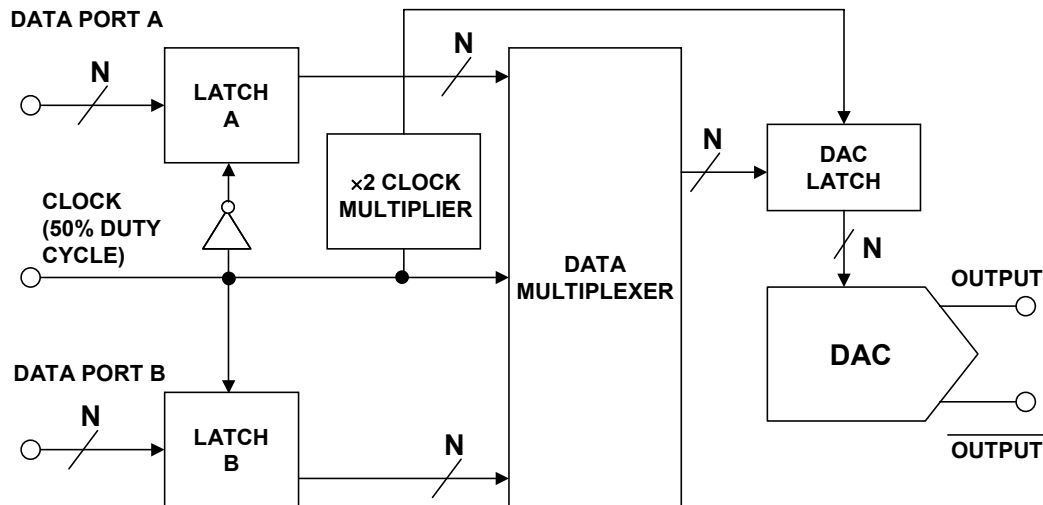 DATA PORT A
N
LATCH
A
N
×2 CLOCK
MULTIPLIER
CLOCK
(50% DUTY
CYCLE)
DATA
MULTIPLEXER
N
DAC
LATCH
N
OUTPUT
DAC
OUTPUT
DATA PORT B
N
LATCH
B
N